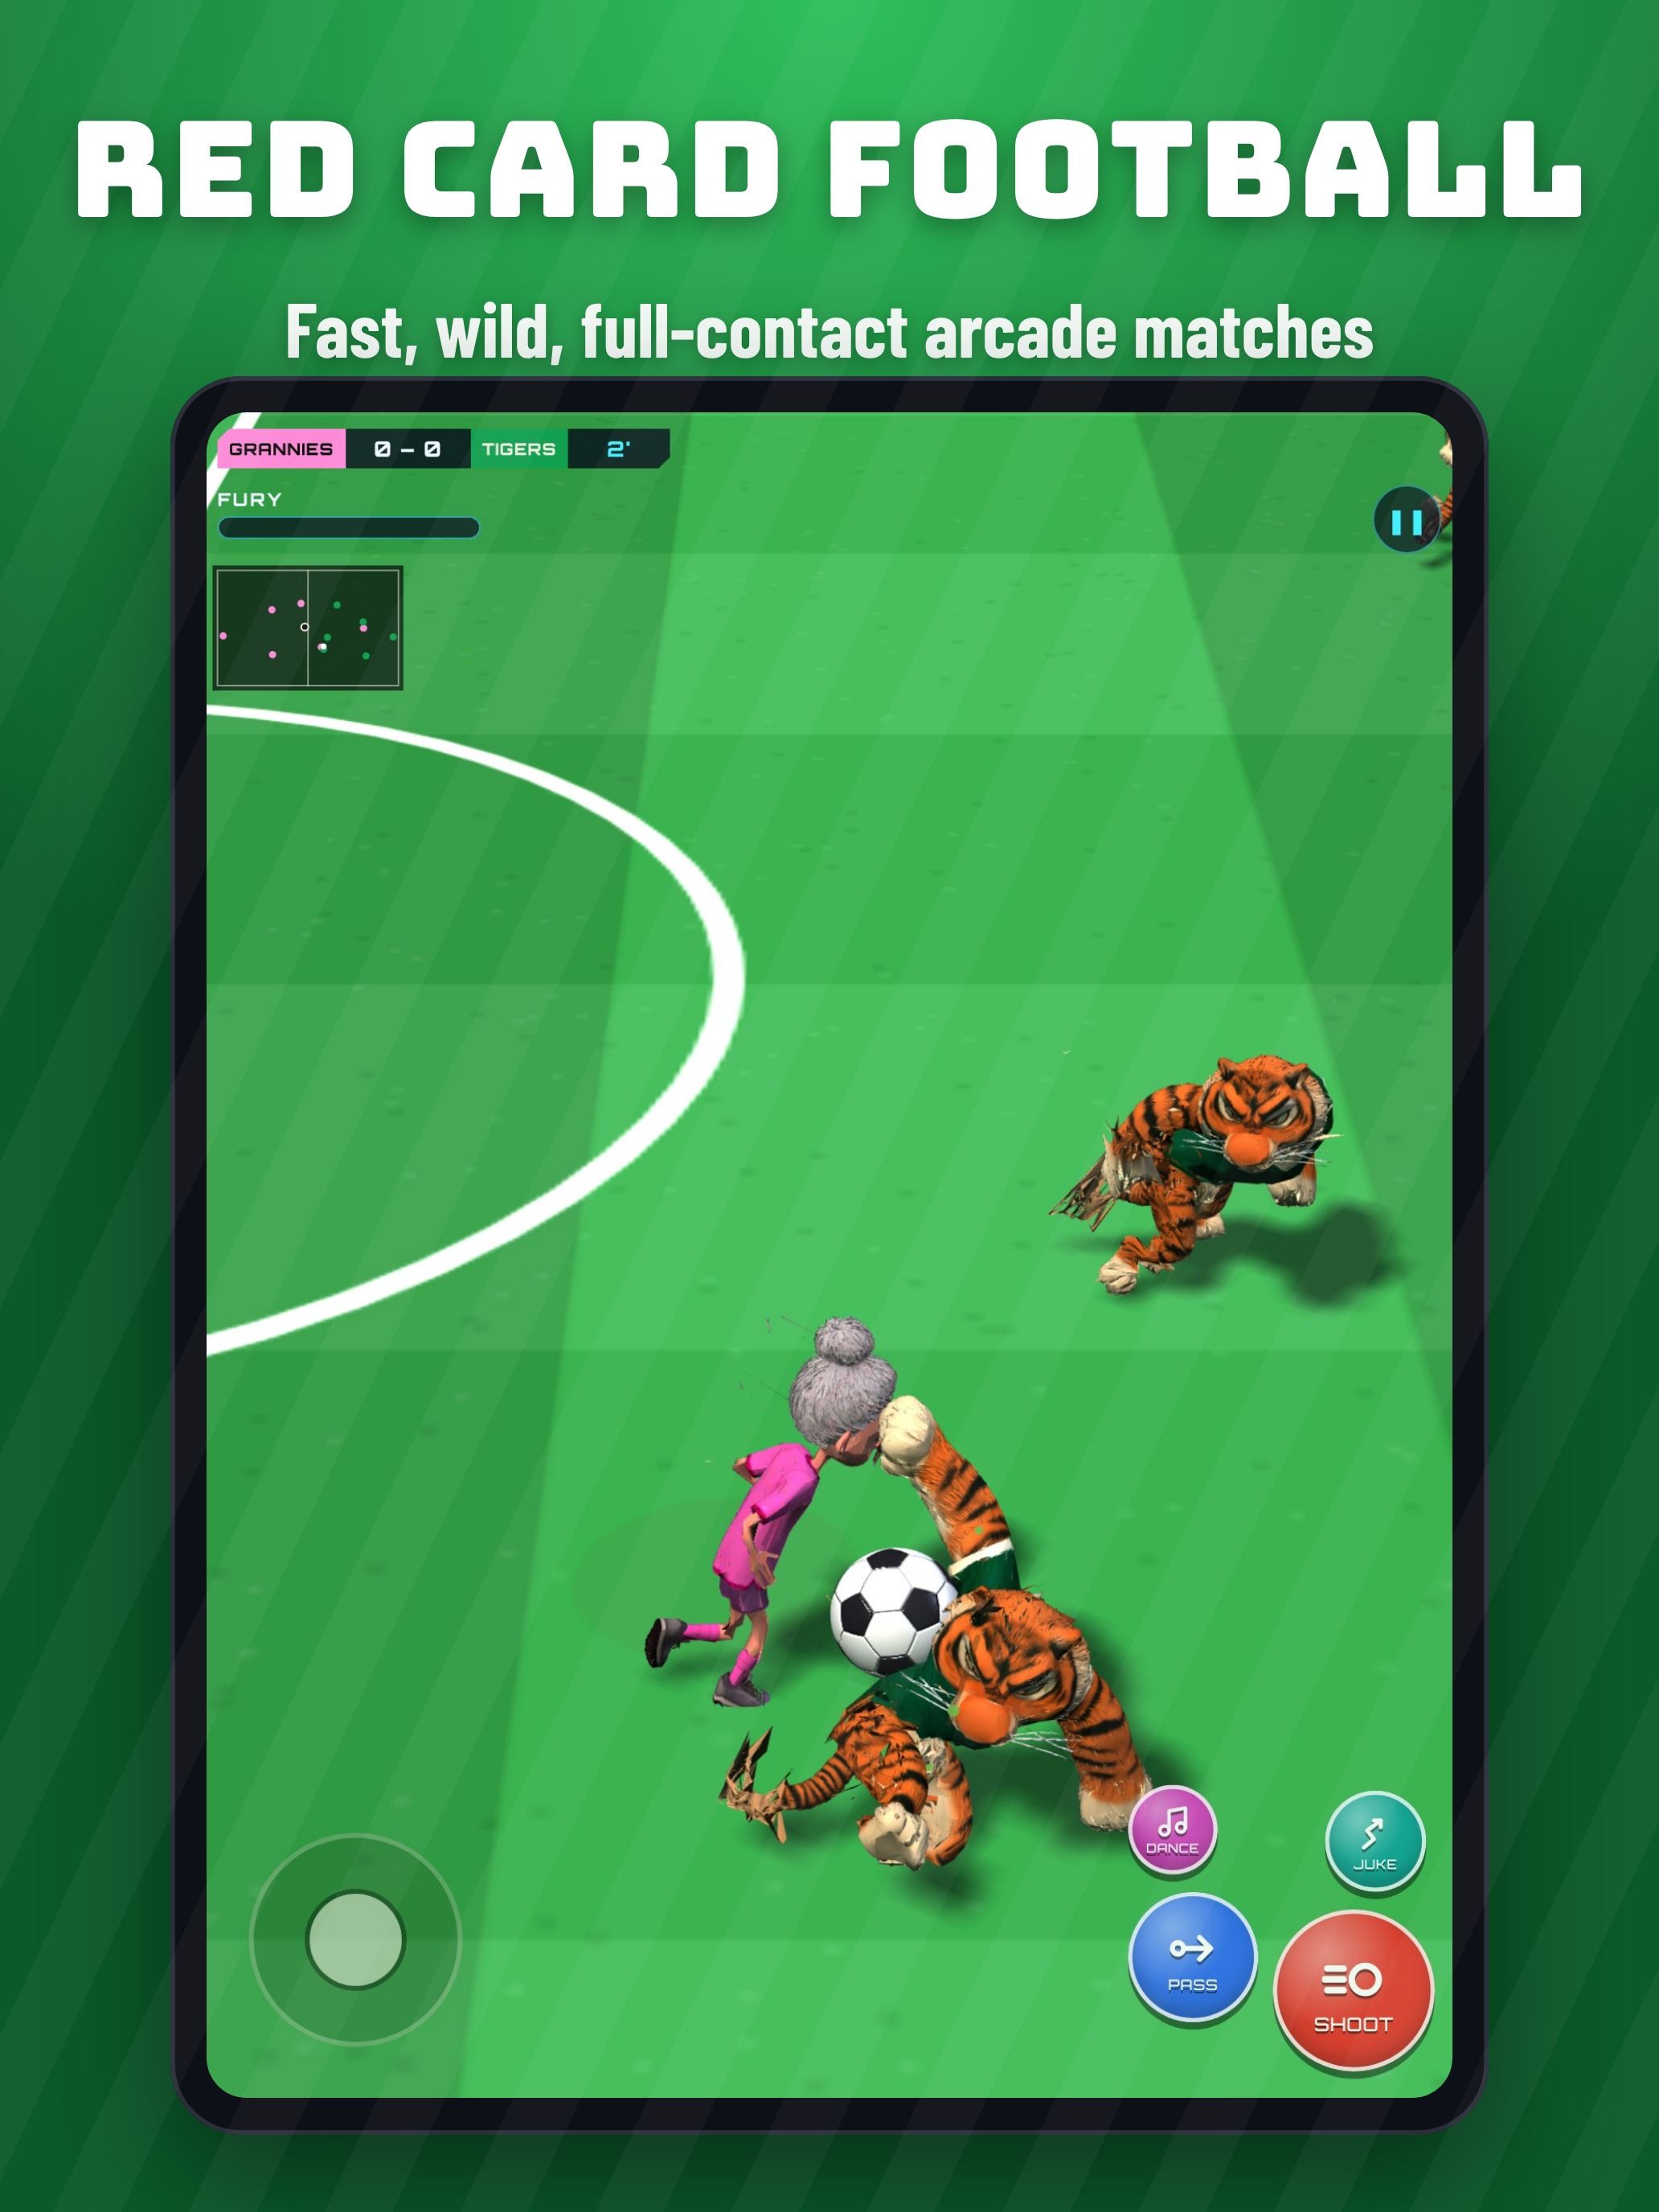 RED CARD FOOTBALL
Fast, wild, full-contact arcade matches
GRANNIES 0 - 0 TIGERS 2'
FURY
DANCE
JUKE
PASS
SHOOT